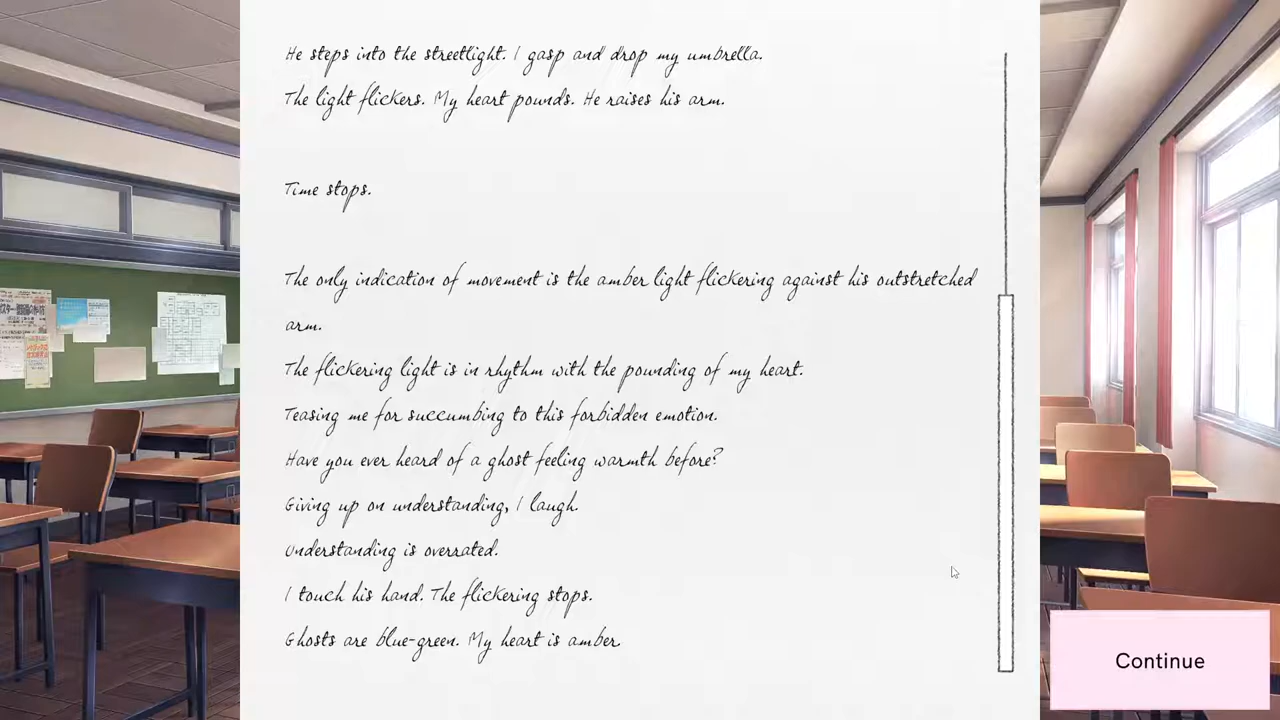 He steps into the streetlight. I gasp and drop my umbrella.
The light flickers. My heart pounds. He raises his arm.
Time stops.
The only indication of movement is the amber light flickering against his outstretched
arm.
The flickering light is in rhythm with the pounding of my heart.
Teasing me for succumbing to this forbidden emotion.
Have you ever heard of a ghost feeling warmth before?
Giving up on understanding, I laugh.
Understanding is overrated.
I touch his hand. The flickering stops.
Ghosts are blue-green. My heart is amber.
Continue